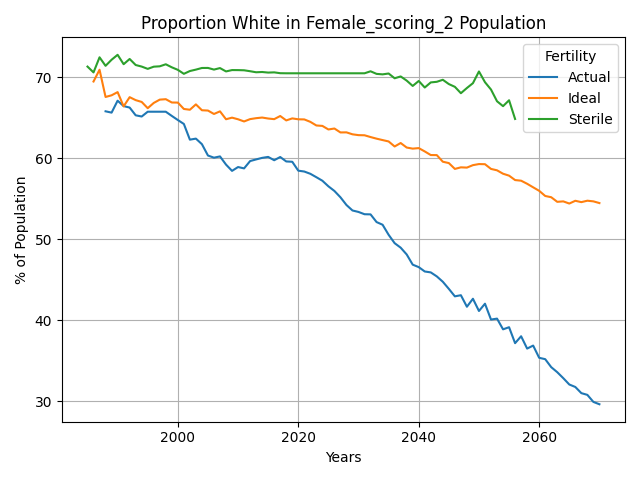 Proportion White in Female_scoring_2 Population
Fertility
Actual
Ideal
Sterile
% of Population
70
60
50
40
30
2000
2020
2040
2060
Years